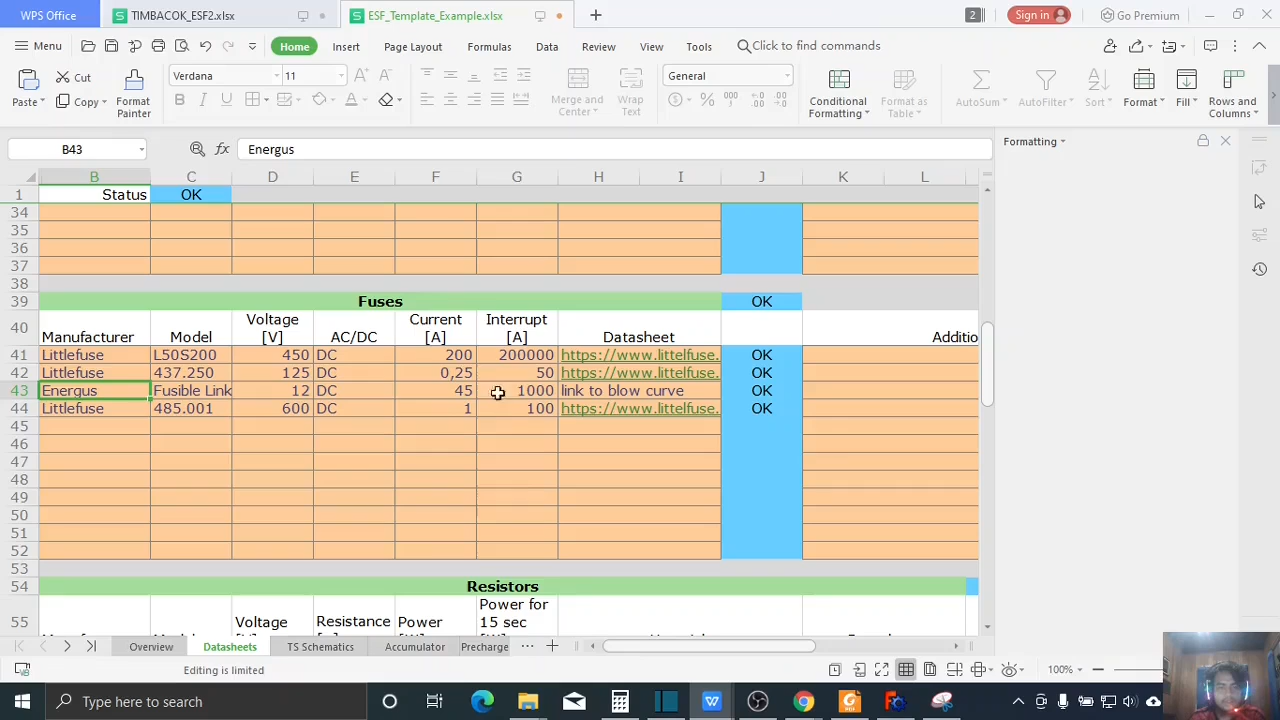 WPS Office
TIMBACOK_ESF2.xlsx
ESF_Template_Example.xlsx
2
Sign in
Go Premium
Menu
Home
Insert
Page Layout
Formulas
Data
Review
View
Tools
Click to find commands
Paste
Cut
Copy
Format Painter
Verdana
11
General
Merge and Center
Wrap Text
Conditional Formatting
Format as Table
AutoSum
AutoFilter
Sort
Format
Fill
Rows and Columns
B43
fx
Energus
Formatting
B C D E F G H I J K L
1 Status OK
34
35
36
37
38
39 Fuses OK
40 Manufacturer Model Voltage [V] AC/DC Current [A] Interrupt [A] Datasheet Additio
41 Littlefuse L50S200 450 DC 200 200000 https://www.littelfuse. OK
42 Littlefuse 437.250 125 DC 0,25 50 https://www.littelfuse. OK
43 Energus Fusible Link 12 DC 45 1000 link to blow curve OK
44 Littlefuse 485.001 600 DC 1 100 https://www.littelfuse. OK
45
46
47
48
49
50
51
52
53
54 Resistors
55 Voltage Resistance Power Power for 15 sec
Overview
Datasheets
TS Schematics
Accumulator
Precharge
Editing is limited
100%
Type here to search